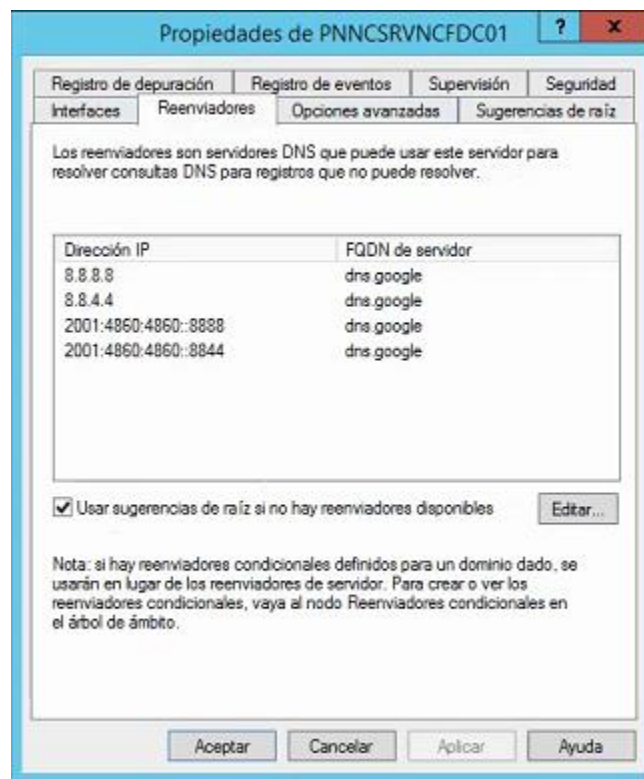 Propiedades de PNNCSRVNCFDC01
? x
Registro de depuración Registro de eventos Supervisión Seguridad
Interfaces Reenviadores Opciones avanzadas Sugerencias de raíz
Los reenviadores son servidores DNS que puede usar este servidor para
resolver consultas DNS para registros que no puede resolver.
Dirección IP FQDN de servidor
8.8.8.8 dns.google
8.8.4.4 dns.google
2001:4860:4860::8888 dns.google
2001:4860:4860::8844 dns.google
Usar sugerencias de raíz si no hay reenviadores disponibles Editar...
Nota: si hay reenviadores condicionales definidos para un dominio dado, se
usarán en lugar de los reenviadores de servidor. Para crear o ver los
reenviadores condicionales, vaya al nodo Reenviadores condicionales en
el árbol de ámbito.
Aceptar Cancelar Aplicar Ayuda